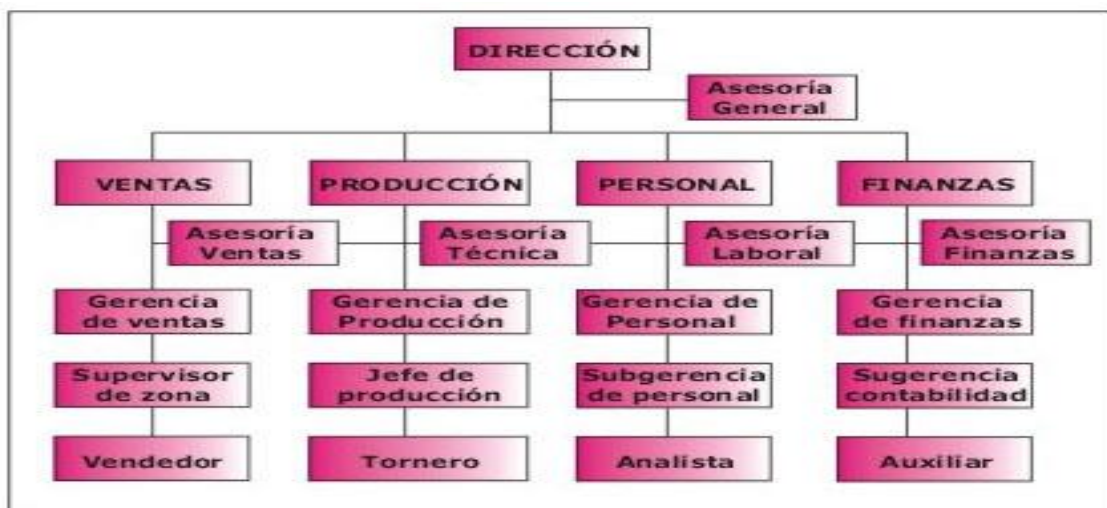 DIRECCIÓN
Asesoría
General
VENTAS
PRODUCCIÓN
PERSONAL
FINANZAS
Asesoría
Ventas
Asesoría
Técnica
Asesoría
Laboral
Asesoría
Finanzas
Gerencia
de ventas
Gerencia de
Producción
Gerencia de
Personal
Gerencia
de finanzas
Supervisor
de zona
Jefe de
producción
Subgerencia
de personal
Sugerencia
contabilidad
Vendedor
Tornero
Analista
Auxiliar